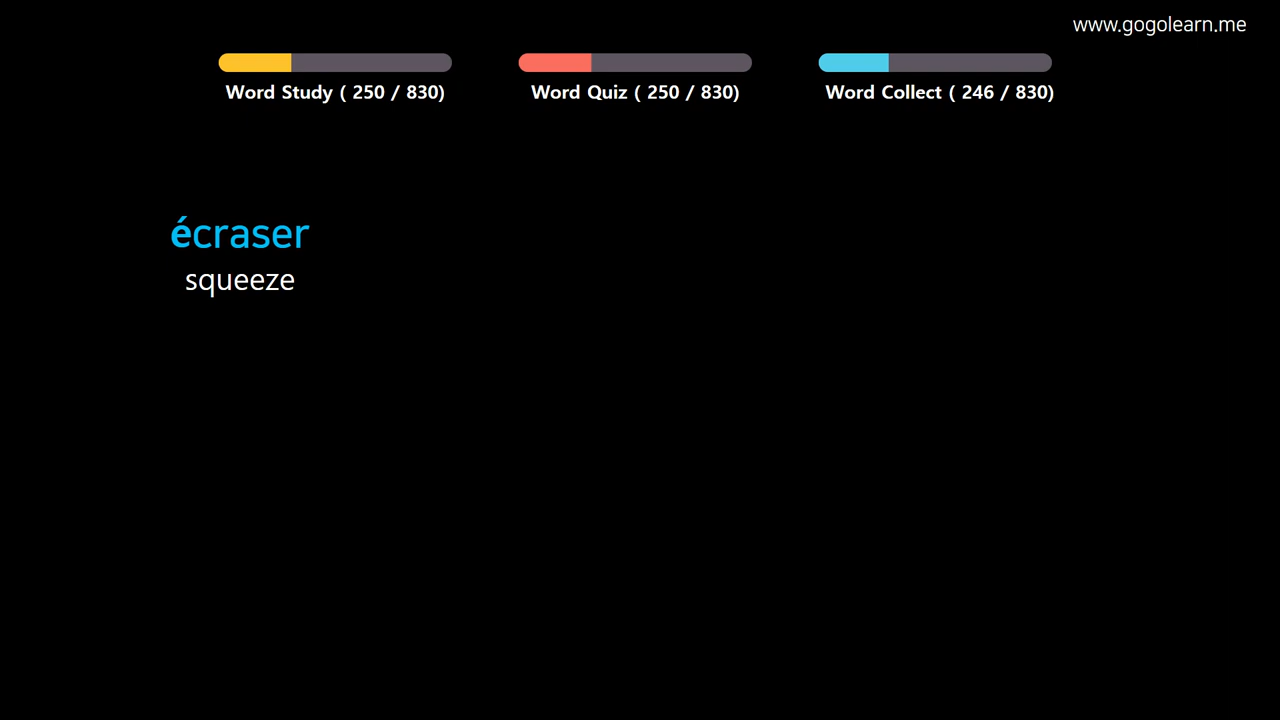 www.gogolearn.me
Word Study ( 250 / 830)
Word Quiz ( 250 / 830)
Word Collect ( 246 / 830)
écraser
squeeze